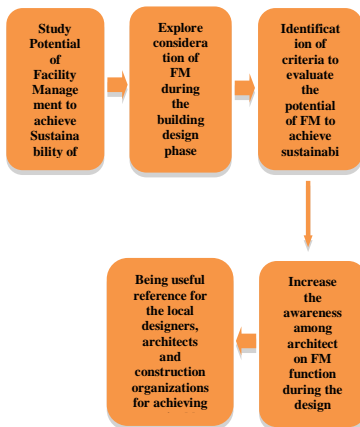 Study
Potential
of
Facility
Manage
ment to
achieve
Sustaina
bility of
Explore
considera
tion of
FM
during
the
building
design
phase
Identificat
ion of
criteria to
evaluate
the
potential
of FM to
achieve
sustainabi
Increase
the
awareness
among
architect
on FM
function
during the
design
Being useful
reference for
the local
designers,
architects
and
construction
organizations
for achieving